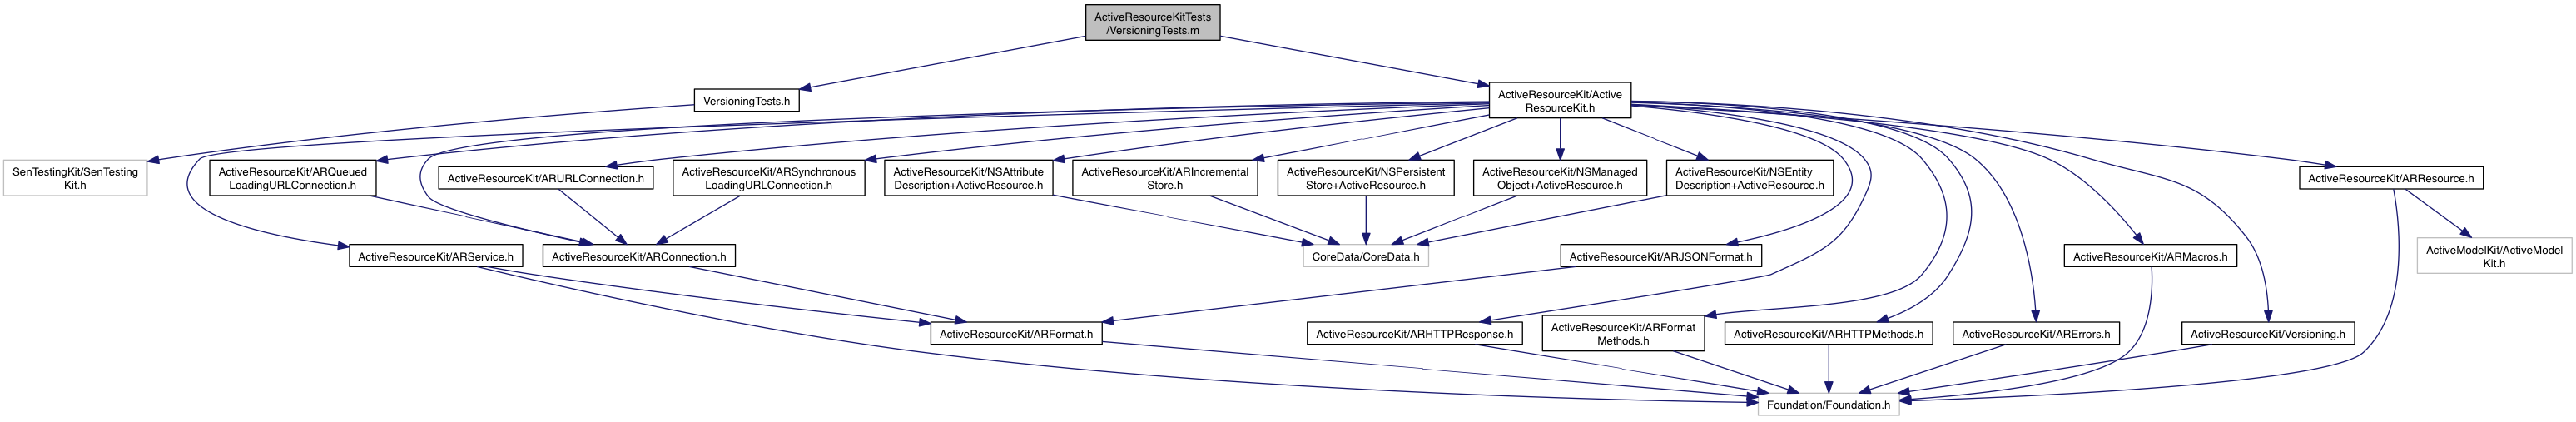 ActiveResourceKitTests
/VersioningTests.m
VersioningTests.h
ActiveResourceKit/Active
ResourceKit.h
SenTestingKit/SenTesting
Kit.h
ActiveResourceKit/ARQueued
LoadingURLConnection.h
ActiveResourceKit/ARURLConnection.h
ActiveResourceKit/ARSynchronous
LoadingURLConnection.h
ActiveResourceKit/NSAttribute
Description+ActiveResource.h
ActiveResourceKit/ARIncremental
Store.h
ActiveResourceKit/NSPersistent
Store+ActiveResource.h
ActiveResourceKit/NSManaged
Object+ActiveResource.h
ActiveResourceKit/NSEntity
Description+ActiveResource.h
ActiveResourceKit/ARResource.h
ActiveResourceKit/ARService.h
ActiveResourceKit/ARConnection.h
CoreData/CoreData.h
ActiveResourceKit/ARJSONFormat.h
ActiveResourceKit/ARMacros.h
ActiveModelKit/ActiveModel
Kit.h
ActiveResourceKit/ARFormat.h
ActiveResourceKit/ARHTTPResponse.h
ActiveResourceKit/ARFormat
Methods.h
ActiveResourceKit/ARHTTPMethods.h
ActiveResourceKit/ARErrors.h
ActiveResourceKit/Versioning.h
Foundation/Foundation.h